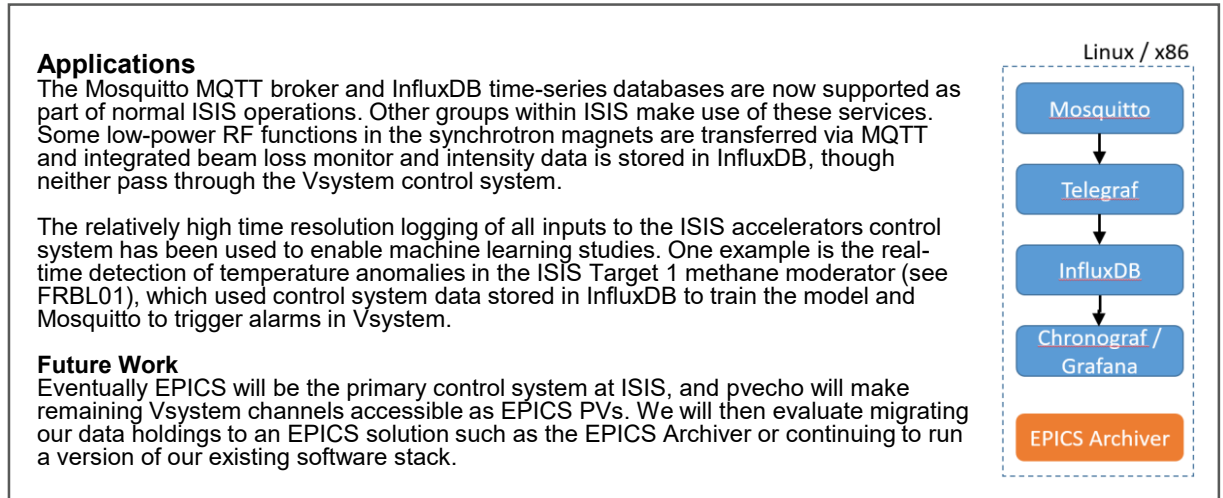 Applications
The Mosquitto MQTT broker and InfluxDB time-series databases are now supported as
part of normal ISIS operations. Other groups within ISIS make use of these services.
Some low-power RF functions in the synchrotron magnets are transferred via MQTT
and integrated beam loss monitor and intensity data is stored in InfluxDB, though
neither pass through the Vsystem control system.
The relatively high time resolution logging of all inputs to the ISIS accelerators control
system has been used to enable machine learning studies. One example is the real-
time detection of temperature anomalies in the ISIS Target 1 methane moderator (see
FRBL01), which used control system data stored in InfluxDB to train the model and
Mosquitto to trigger alarms in Vsystem.
Future Work
Eventually EPICS will be the primary control system at ISIS, and pvecho will make
remaining Vsystem channels accessible as EPICS PVs. We will then evaluate migrating
our data holdings to an EPICS solution such as the EPICS Archiver or continuing to run
a version of our existing software stack.
Linux / x86
Mosquitto
Telegraf
InfluxDB
Chronograf /
Grafana
EPICS Archiver